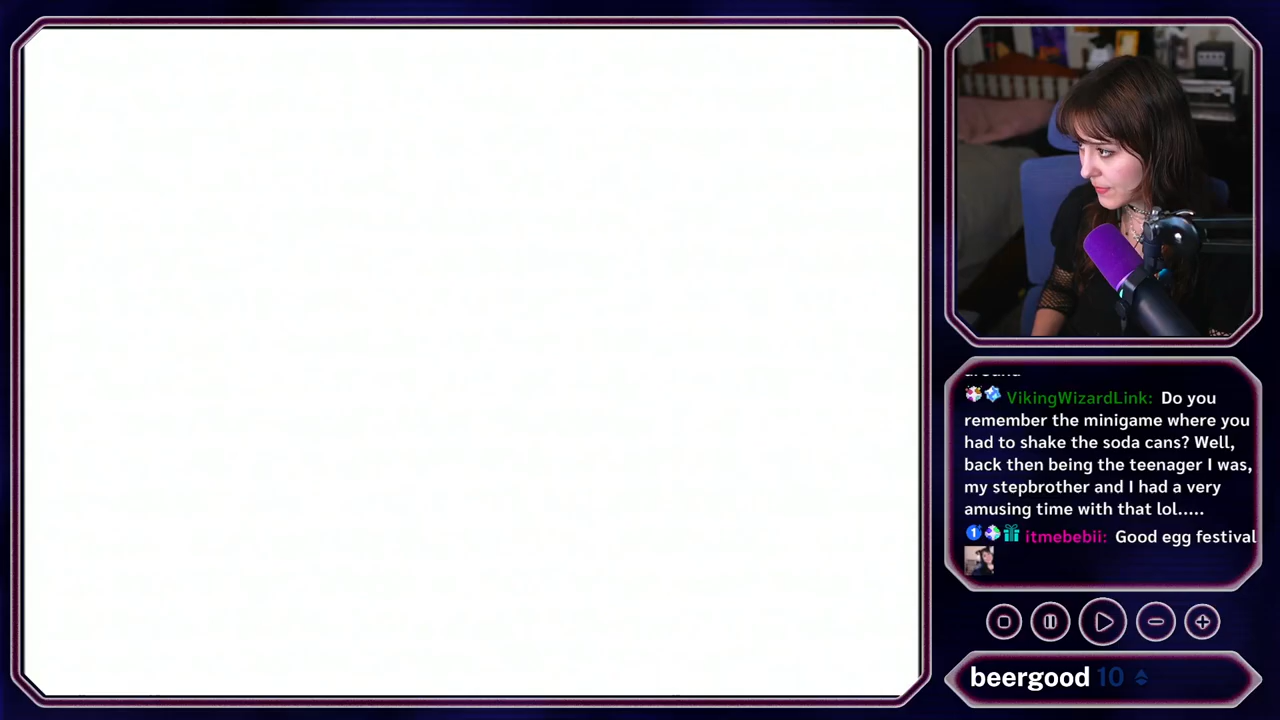 VikingWizardLink: Do you
remember the minigame where you
had to shake the soda cans? Well,
back then being the teenager I was,
my stepbrother and I had a very
amusing time with that lol.....
1 itmebebii: Good egg festival
beergood 10